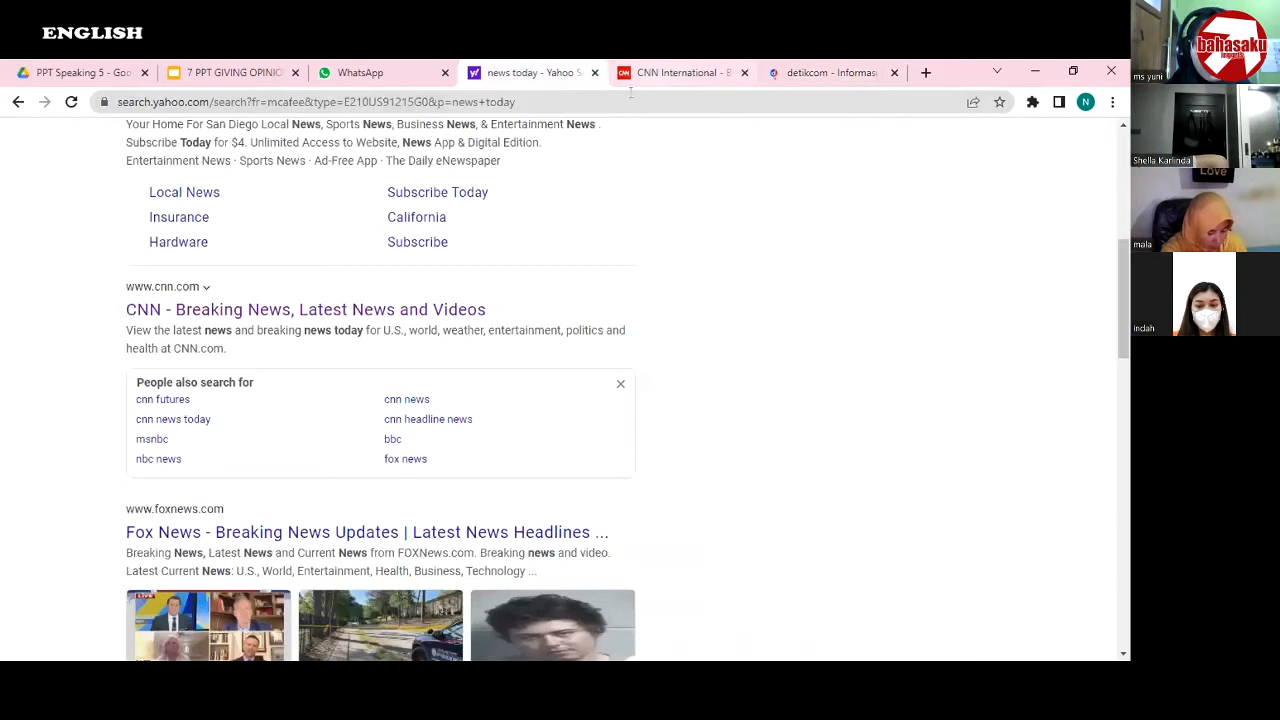 ENGLISH
bahasaku
ms yuni
PPT Speaking 5 - Goo
7 PPT GIVING OPINIO
WhatsApp
news today - Yahoo S
CNN International - B
detikcom - Informas
search.yahoo.com/search?fr=mcafee&type=E210US91215G0&p=news+today
N
Your Home For San Diego Local News, Sports News, Business News, & Entertainment News .
Subscribe Today for $4. Unlimited Access to Website, News App & Digital Edition.
Entertainment News · Sports News · Ad-Free App · The Daily eNewspaper
Shella Karlinda
Love
Local News
Subscribe Today
Insurance
California
Hardware
Subscribe
mala
www.cnn.com
CNN - Breaking News, Latest News and Videos
View the latest news and breaking news today for U.S., world, weather, entertainment, politics and
health at CNN.com.
Indah
People also search for
cnn futures
cnn news
cnn news today
cnn headline news
msnbc
bbc
nbc news
fox news
www.foxnews.com
Fox News - Breaking News Updates | Latest News Headlines ...
Breaking News, Latest News and Current News from FOXNews.com. Breaking news and video.
Latest Current News: U.S., World, Entertainment, Health, Business, Technology ...
LIVE